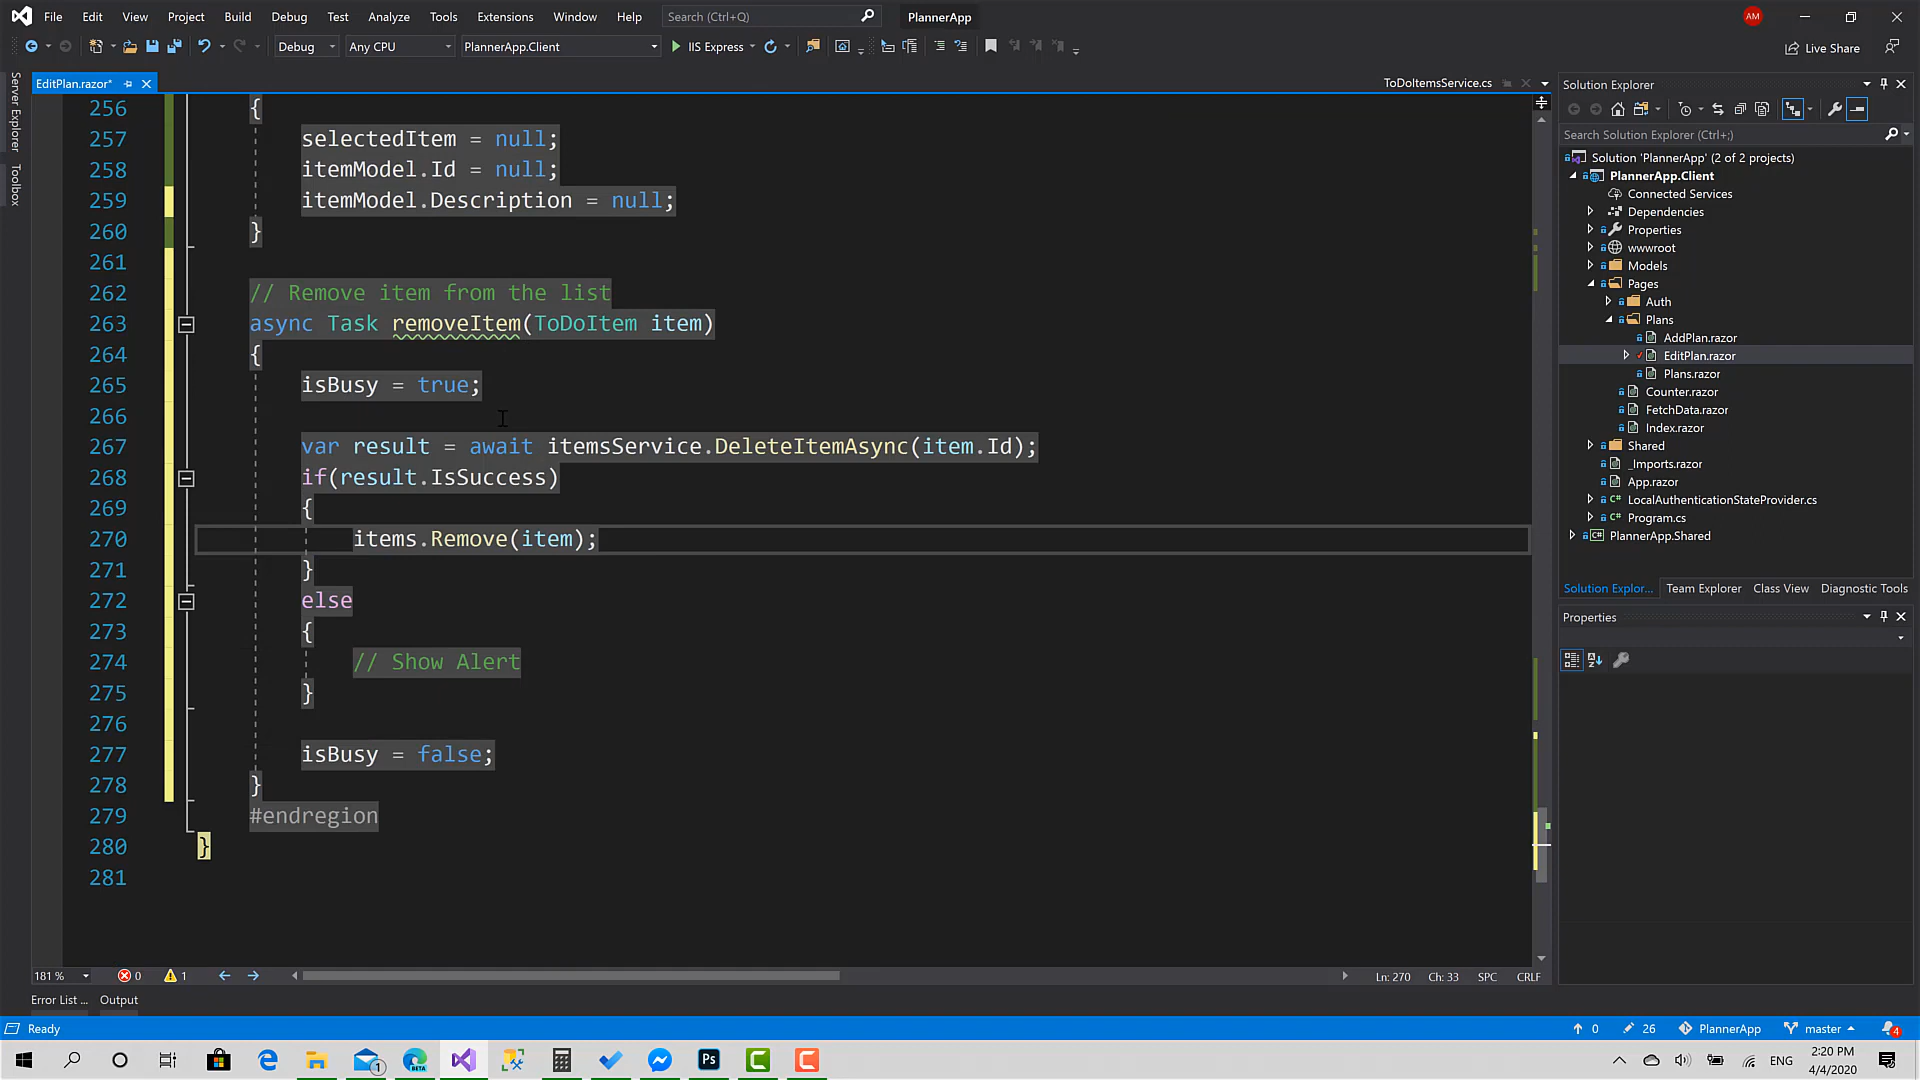 File Edit View Project Build Debug Test Analyze Tools Extensions Window Help Search (Ctrl+Q) PlannerApp AM
Debug Any CPU PlannerApp.Client IIS Express Live Share
Server Explorer
Toolbox
EditPlan.razor* ToDoItemsService.cs
256 {
257 selectedItem = null;
258 itemModel.Id = null;
259 itemModel.Description = null;
260 }
261
262 // Remove item from the list
263 async Task removeItem(ToDoItem item)
264 {
265 isBusy = true;
266
267 var result = await itemsService.DeleteItemAsync(item.Id);
268 if(result.IsSuccess)
269 {
270 items.Remove(item);
271 }
272 else
273 {
274 // Show Alert
275 }
276
277 isBusy = false;
278 }
279 #endregion
280 }
281
181 % 0 1 Ln: 270 Ch: 33 SPC CRLF
Error List ... Output
Solution Explorer
Search Solution Explorer (Ctrl+;)
Solution 'PlannerApp' (2 of 2 projects)
PlannerApp.Client
Connected Services
Dependencies
Properties
wwwroot
Models
Pages
Auth
Plans
AddPlan.razor
EditPlan.razor
Plans.razor
Counter.razor
FetchData.razor
Index.razor
Shared
_Imports.razor
App.razor
LocalAuthenticationStateProvider.cs
Program.cs
PlannerApp.Shared
Solution Explor... Team Explorer Class View Diagnostic Tools
Properties
Ready 0 26 PlannerApp master 4
1 BETA Ps ENG 2:20 PM
4/4/2020